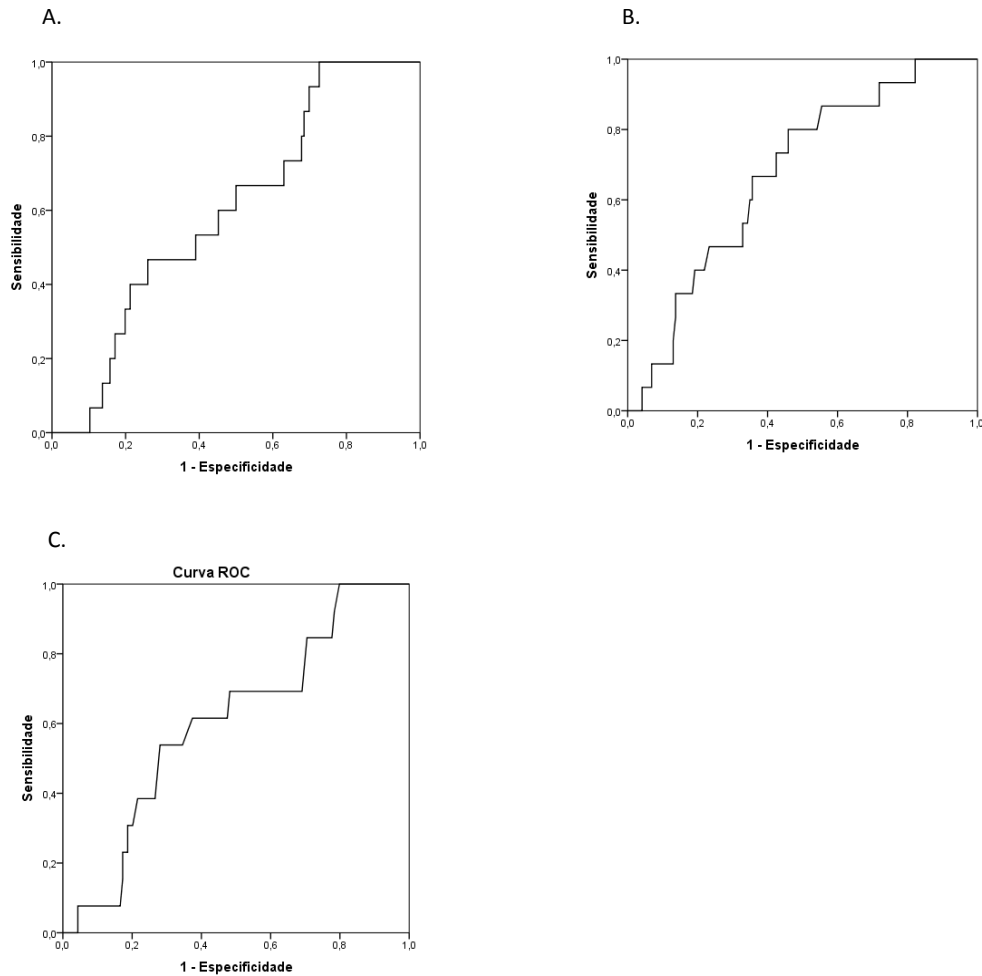 A.
1,0
0,8
0,6
0,4
0,2
0,0
Sensibilidade
0,0 0,2 0,4 0,6 0,8 1,0
1 - Especificidade
B.
1,0
0,8
0,6
0,4
0,2
0,0
Sensibilidade
0,0 0,2 0,4 0,6 0,8 1,0
1 - Especificidade
C.
Curva ROC
1,0
0,8
0,6
0,4
0,2
0,0
Sensibilidade
0,0 0,2 0,4 0,6 0,8 1,0
1 - Especificidade